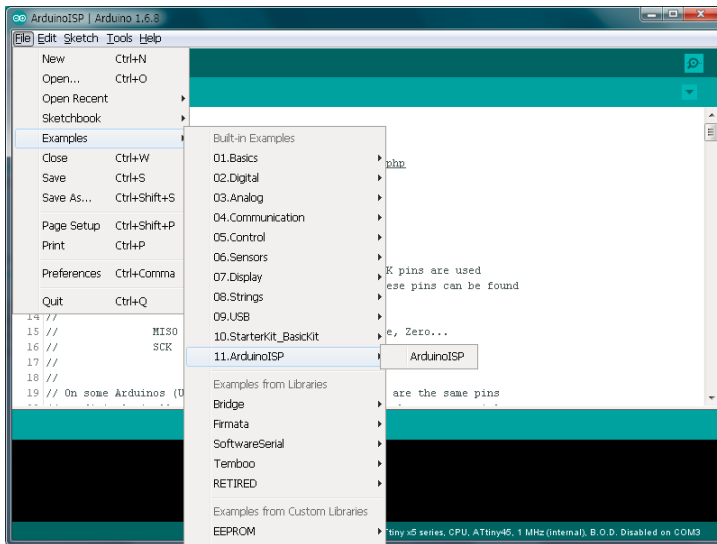 ArduinoISP | Arduino 1.6.8
File Edit Sketch Tools Help
New Ctrl+N
Open... Ctrl+O
Open Recent
Sketchbook
Examples
Close Ctrl+W
Save Ctrl+S
Save As... Ctrl+Shift+S
Page Setup Ctrl+Shift+P
Print Ctrl+P
Preferences Ctrl+Comma
Quit Ctrl+Q
Built-in Examples
01.Basics
02.Digital
03.Analog
04.Communication
05.Control
06.Sensors
07.Display
08.Strings
09.USB
10.StarterKit_BasicKit
11.ArduinoISP
Examples from Libraries
Bridge
Firmata
SoftwareSerial
Temboo
RETIRED
Examples from Custom Libraries
EEPROM
ArduinoISP
php
K pins are used
ese pins can be found
14 //
15 // MISO e, Zero...
16 // SCK
17 //
18 //
19 // On some Arduinos (U are the same pins
tiny x5 series, CPU, ATtiny45, 1 MHz (internal), B.O.D. Disabled on COM3